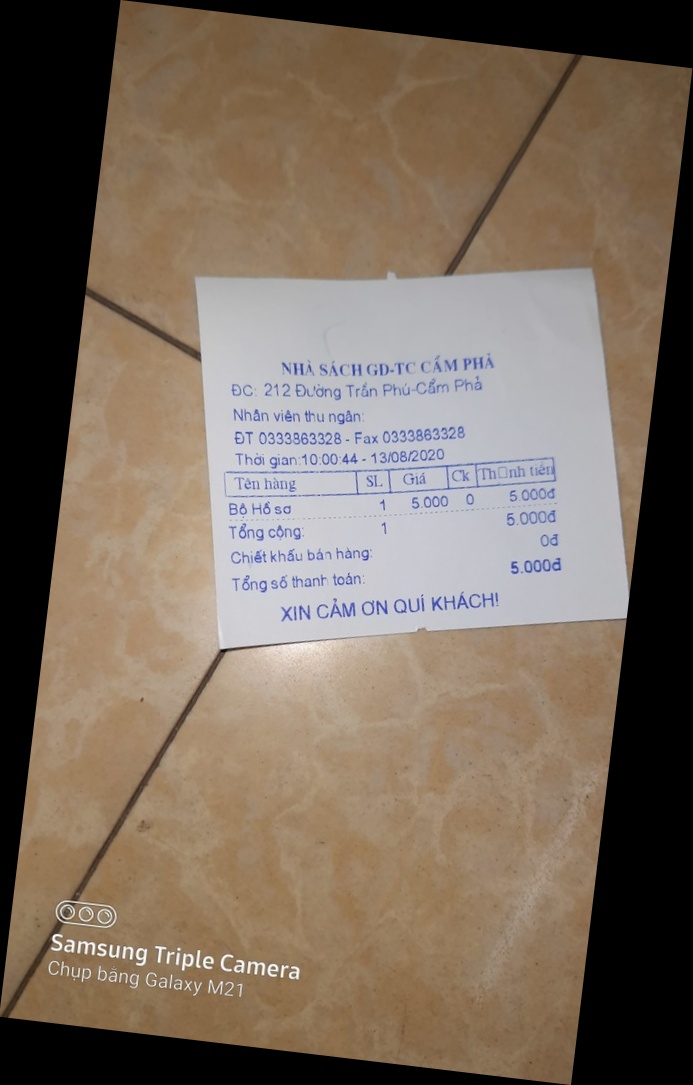 NHÀ SÁCH GD-TC CẨM PHẢ
ĐC: 212 Đường Trần Phú-Cẩm Phả
Nhân viên thu ngân:
ĐT 0333863328 - Fax 0333863328
Thời gian:10:00:44 - 13/08/2020
Tên hàng SL Giá Ck Th□nh tiền
Bộ Hồ sơ 1 5.000 0 5.000đ
Tổng cộng: 1 5.000đ
Chiết khấu bán hàng: 0đ
Tổng số thanh toán: 5.000đ
XIN CẢM ƠN QUÍ KHÁCH!
Samsung Triple Camera
Chụp bằng Galaxy M21